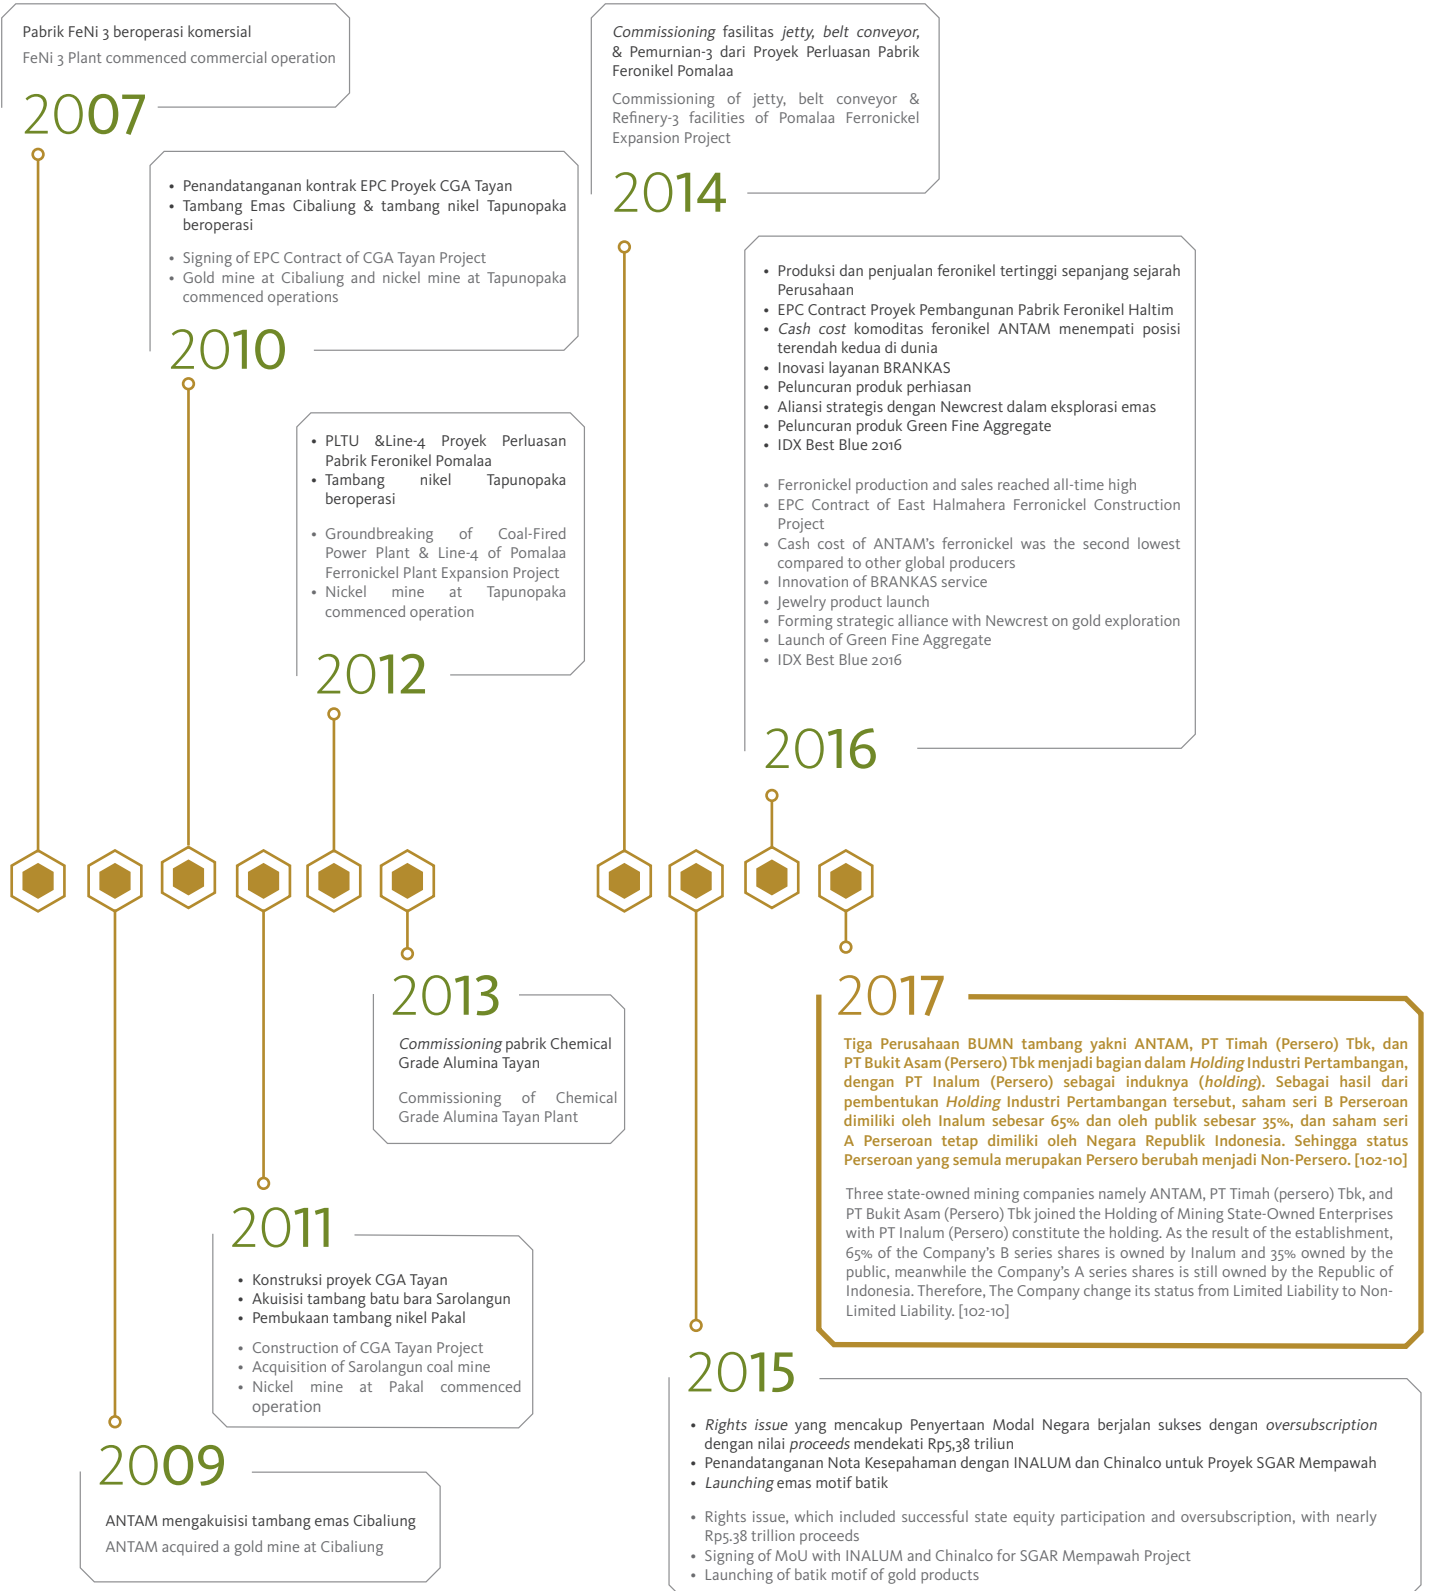 Pabrik FeNi 3 beroperasi komersial
FeNi 3 Plant commenced commercial operation
2007
• Penandatanganan kontrak EPC Proyek CGA Tayan
• Tambang Emas Cibaliung & tambang nikel Tapunopaka
beroperasi
• Signing of EPC Contract of CGA Tayan Project
• Gold mine at Cibaliung and nickel mine at Tapunopaka
commenced operations
2010
• PLTU &Line-4 Proyek Perluasan
Pabrik Feronikel Pomalaa
• Tambang nikel Tapunopaka
beroperasi
• Groundbreaking of Coal-Fired
Power Plant & Line-4 of Pomalaa
Ferronickel Plant Expansion Project
• Nickel mine at Tapunopaka
commenced operation
2012
Commissioning fasilitas jetty, belt conveyor,
& Pemurnian-3 dari Proyek Perluasan Pabrik
Feronikel Pomalaa
Commissioning of jetty, belt conveyor &
Refinery-3 facilities of Pomalaa Ferronickel
Expansion Project
2014
• Produksi dan penjualan feronikel tertinggi sepanjang sejarah
Perusahaan
• EPC Contract Proyek Pembangunan Pabrik Feronikel Haltim
• Cash cost komoditas feronikel ANTAM menempati posisi
terendah kedua di dunia
• Inovasi layanan BRANKAS
• Peluncuran produk perhiasan
• Aliansi strategis dengan Newcrest dalam eksplorasi emas
• Peluncuran produk Green Fine Aggregate
• IDX Best Blue 2016
• Ferronickel production and sales reached all-time high
• EPC Contract of East Halmahera Ferronickel Construction
Project
• Cash cost of ANTAM’s ferronickel was the second lowest
compared to other global producers
• Innovation of BRANKAS service
• Jewelry product launch
• Forming strategic alliance with Newcrest on gold exploration
• Launch of Green Fine Aggregate
• IDX Best Blue 2016
2016
2013
Commissioning pabrik Chemical
Grade Alumina Tayan
Commissioning of Chemical
Grade Alumina Tayan Plant
2011
• Konstruksi proyek CGA Tayan
• Akuisisi tambang batu bara Sarolangun
• Pembukaan tambang nikel Pakal
• Construction of CGA Tayan Project
• Acquisition of Sarolangun coal mine
• Nickel mine at Pakal commenced
operation
2009
ANTAM mengakuisisi tambang emas Cibaliung
ANTAM acquired a gold mine at Cibaliung
2017
Tiga Perusahaan BUMN tambang yakni ANTAM, PT Timah (Persero) Tbk, dan
PT Bukit Asam (Persero) Tbk menjadi bagian dalam Holding Industri Pertambangan,
dengan PT Inalum (Persero) sebagai induknya (holding). Sebagai hasil dari
pembentukan Holding Industri Pertambangan tersebut, saham seri B Perseroan
dimiliki oleh Inalum sebesar 65% dan oleh publik sebesar 35%, dan saham seri
A Perseroan tetap dimiliki oleh Negara Republik Indonesia. Sehingga status
Perseroan yang semula merupakan Persero berubah menjadi Non-Persero. [102-10]
Three state-owned mining companies namely ANTAM, PT Timah (persero) Tbk, and
PT Bukit Asam (Persero) Tbk joined the Holding of Mining State-Owned Enterprises
with PT Inalum (Persero) constitute the holding. As the result of the establishment,
65% of the Company’s B series shares is owned by Inalum and 35% owned by the
public, meanwhile the Company’s A series shares is still owned by the Republic of
Indonesia. Therefore, The Company change its status from Limited Liability to Non-
Limited Liability. [102-10]
2015
• Rights issue yang mencakup Penyertaan Modal Negara berjalan sukses dengan oversubscription
dengan nilai proceeds mendekati Rp5,38 triliun
• Penandatanganan Nota Kesepahaman dengan INALUM dan Chinalco untuk Proyek SGAR Mempawah
• Launching emas motif batik
• Rights issue, which included successful state equity participation and oversubscription, with nearly
Rp5.38 trillion proceeds
• Signing of MoU with INALUM and Chinalco for SGAR Mempawah Project
• Launching of batik motif of gold products